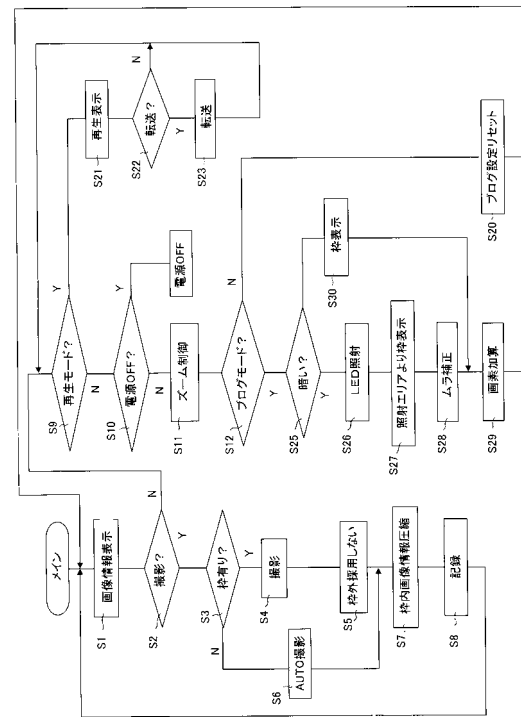 メイン
S1
画像情報表示
S2
撮影？
N
Y
S3
枠有り？
N
Y
S4
撮影
S5
枠外採用しない
S6
AUTO撮影
S7
枠内画像情報圧縮
S8
記録
S9
再生モード？
Y
N
S10
電源OFF？
Y
N
電源OFF
S11
ズーム制御
S12
ブログモード？
N
Y
S25
暗い？
Y
S26
LED照射
S27
照射エリアより枠表示
S28
ムラ補正
S29
画素加算
S30
枠表示
S20
ブログ設定リセット
S21
再生表示
S22
転送？
N
Y
S23
転送